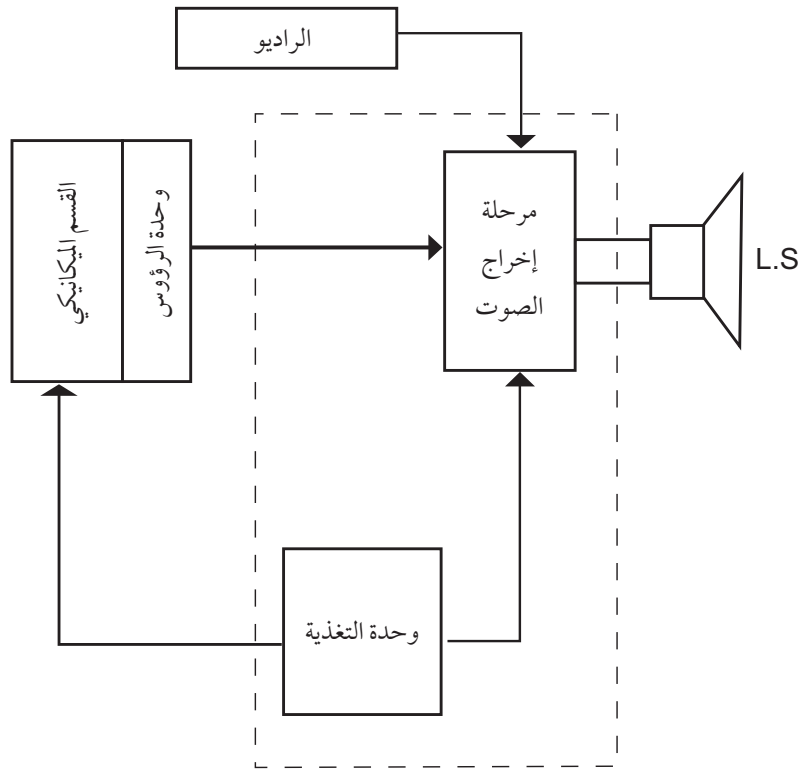 الراديو
القسم الميكانيكي
وحدة الرؤوس
مرحلة
إخراج
الصوت
L.S
وحدة التغذية